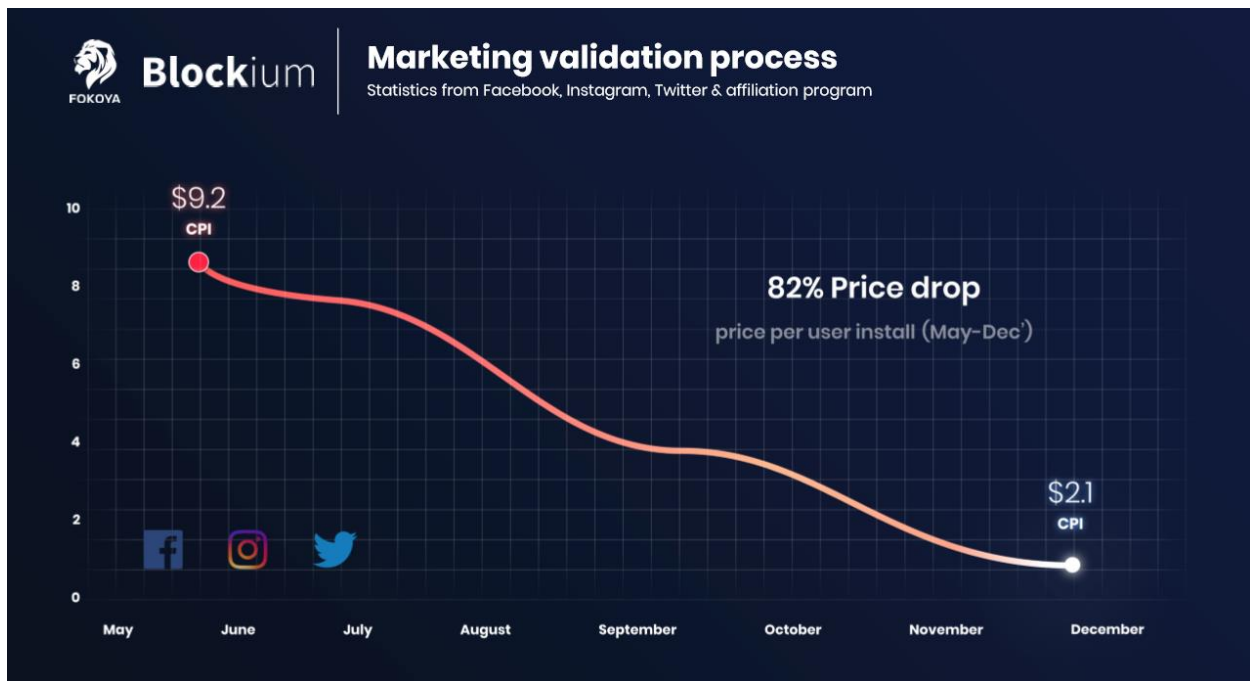 FOKOYA
Blockium
Marketing validation process
Statistics from Facebook, Instagram, Twitter & affiliation program
10
8
6
4
2
0
$9.2
CPI
82% Price drop
price per user install (May-Dec')
$2.1
CPI
May June July August September October November December